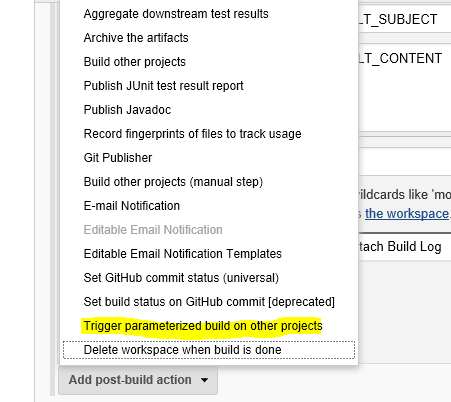 Aggregate downstream test results
Archive the artifacts
Build other projects
Publish JUnit test result report
Publish Javadoc
Record fingerprints of files to track usage
Git Publisher
Build other projects (manual step)
E-mail Notification
Editable Email Notification
Editable Email Notification Templates
Set GitHub commit status (universal)
Set build status on GitHub commit [deprecated]
Trigger parameterized build on other projects
Delete workspace when build is done
Add post-build action
LT_SUBJECT
LT_CONTENT
ildcards like 'mo
s the workspace.
tach Build Log